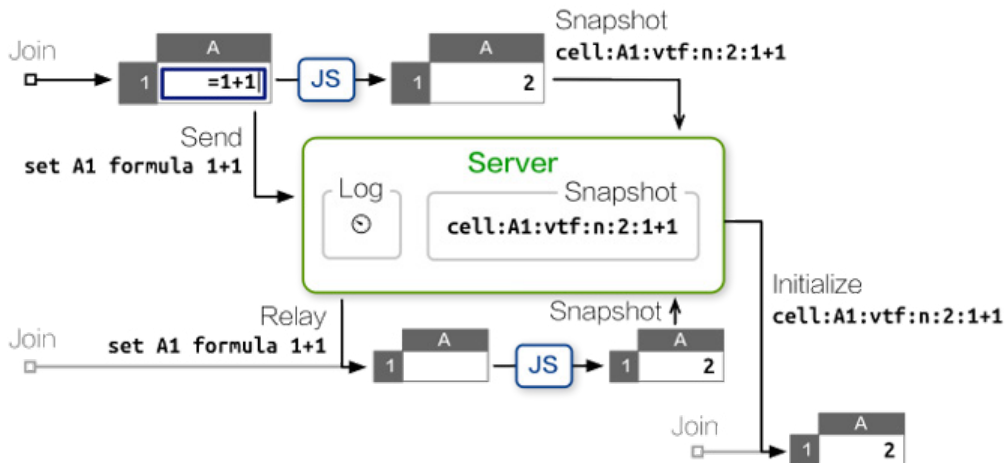 Join
A
1
=1+1
JS
A
1
2
Snapshot
cell:A1:vtf:n:2:1+1
Send
set A1 formula 1+1
Server
Log
Snapshot
cell:A1:vtf:n:2:1+1
Initialize
cell:A1:vtf:n:2:1+1
Relay
set A1 formula 1+1
Join
A
1
JS
Snapshot
A
1
2
Join
A
1
2